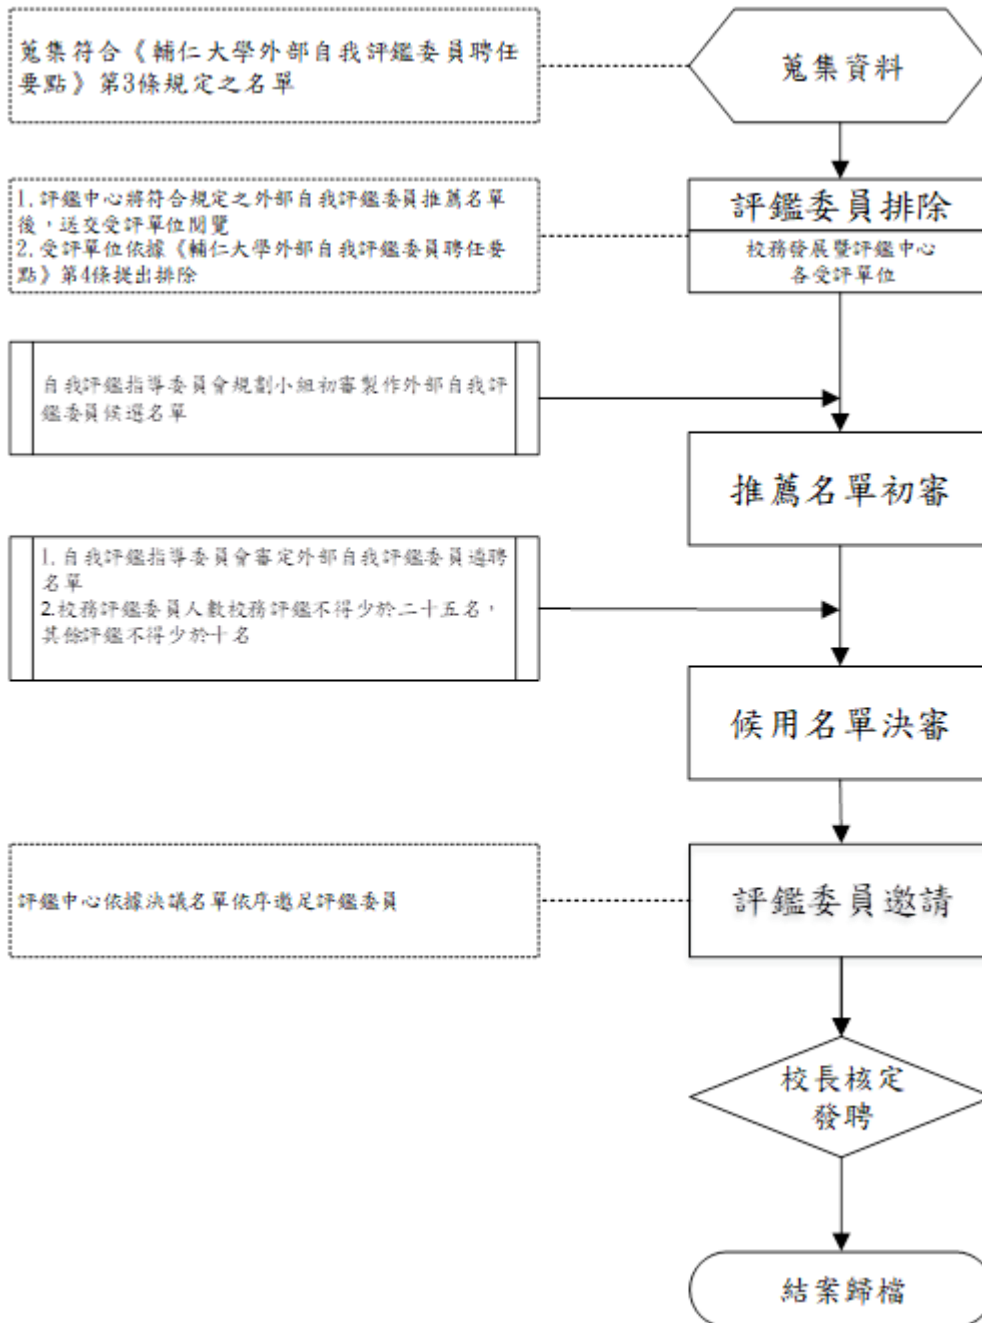 蒐集符合《輔仁大學外部自我評鑑委員聘任
要點》第3條規定之名單
蒐集資料
1. 評鑑中心將符合規定之外部自我評鑑委員推薦名單
後，送交受評單位閱覽
2. 受評單位依據《輔仁大學外部自我評鑑委員聘任要
點》第4條提出排除
評鑑委員排除
校務發展暨評鑑中心
各受評單位
自我評鑑指導委員會規劃小組初審製作外部自我評
鑑委員候選名單
推薦名單初審
1. 自我評鑑指導委員會審定外部自我評鑑委員遴聘
名單
2.校務評鑑委員人數校務評鑑不得少於二十五名，
其餘評鑑不得少於十名
候用名單決審
評鑑中心依據決議名單依序邀足評鑑委員
評鑑委員邀請
校長核定
發聘
結案歸檔